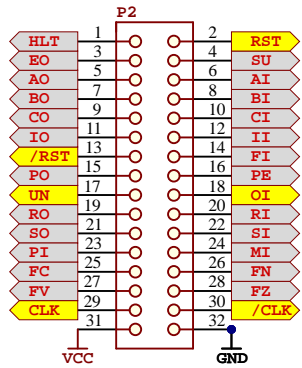 P2
HLT 1 2 RST
EO 3 4 SU
AO 5 6 AI
BO 7 8 BI
CO 9 10 CI
IO 11 12 II
/RST 13 14 FI
PO 15 16 PE
UN 17 18 OI
RO 19 20 RI
SO 21 22 SI
PI 23 24 MI
FC 25 26 FN
FV 27 28 FZ
CLK 29 30 /CLK
31 32
VCC GND